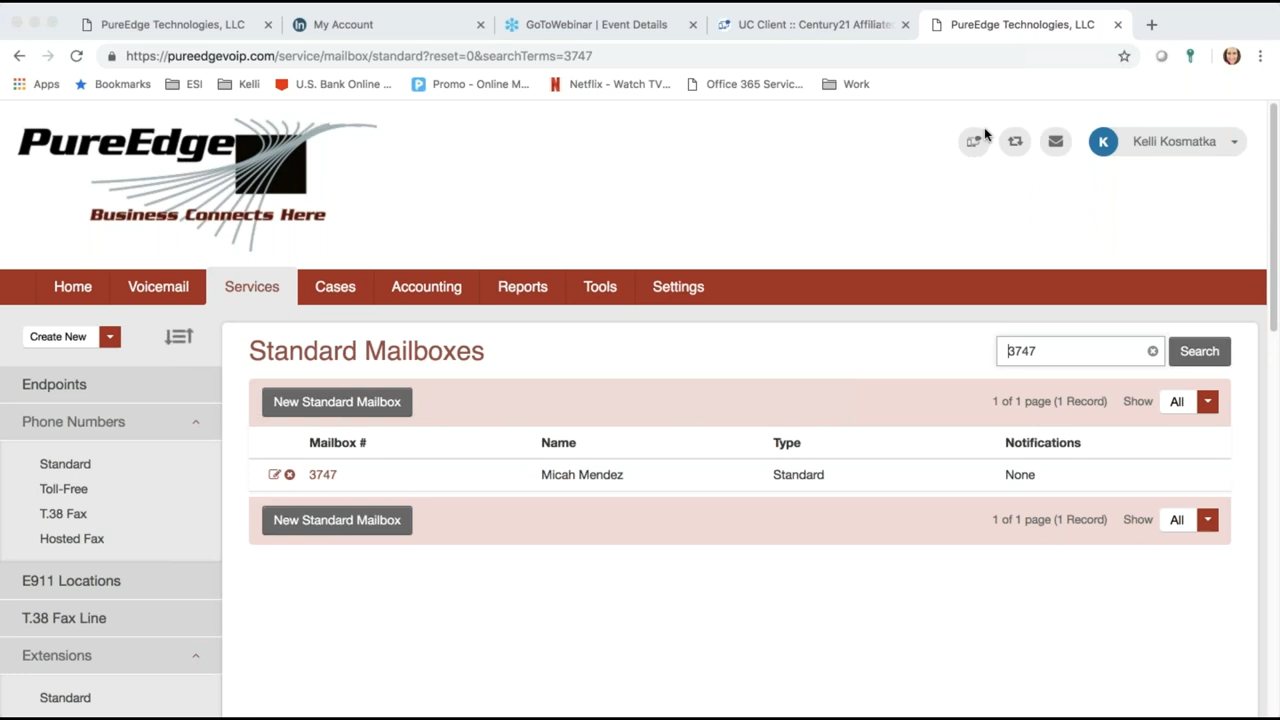 PureEdge Technologies, LLC
My Account
GoToWebinar | Event Details
UC Client :: Century21 Affiliate
PureEdge Technologies, LLC
https://pureedgevoip.com/service/mailbox/standard?reset=0&searchTerms=3747
Apps
Bookmarks
ESI
Kelli
U.S. Bank Online ...
Promo - Online M...
Netflix - Watch TV...
Office 365 Servic...
Work
PureEdge
Business Connects Here
K
Kelli Kosmatka
Home
Voicemail
Services
Cases
Accounting
Reports
Tools
Settings
Create New
Endpoints
Phone Numbers
Standard
Toll-Free
T.38 Fax
Hosted Fax
E911 Locations
T.38 Fax Line
Extensions
Standard
Standard Mailboxes
3747
Search
New Standard Mailbox
1 of 1 page (1 Record)
Show
All
Mailbox #
Name
Type
Notifications
3747
Micah Mendez
Standard
None
New Standard Mailbox
1 of 1 page (1 Record)
Show
All